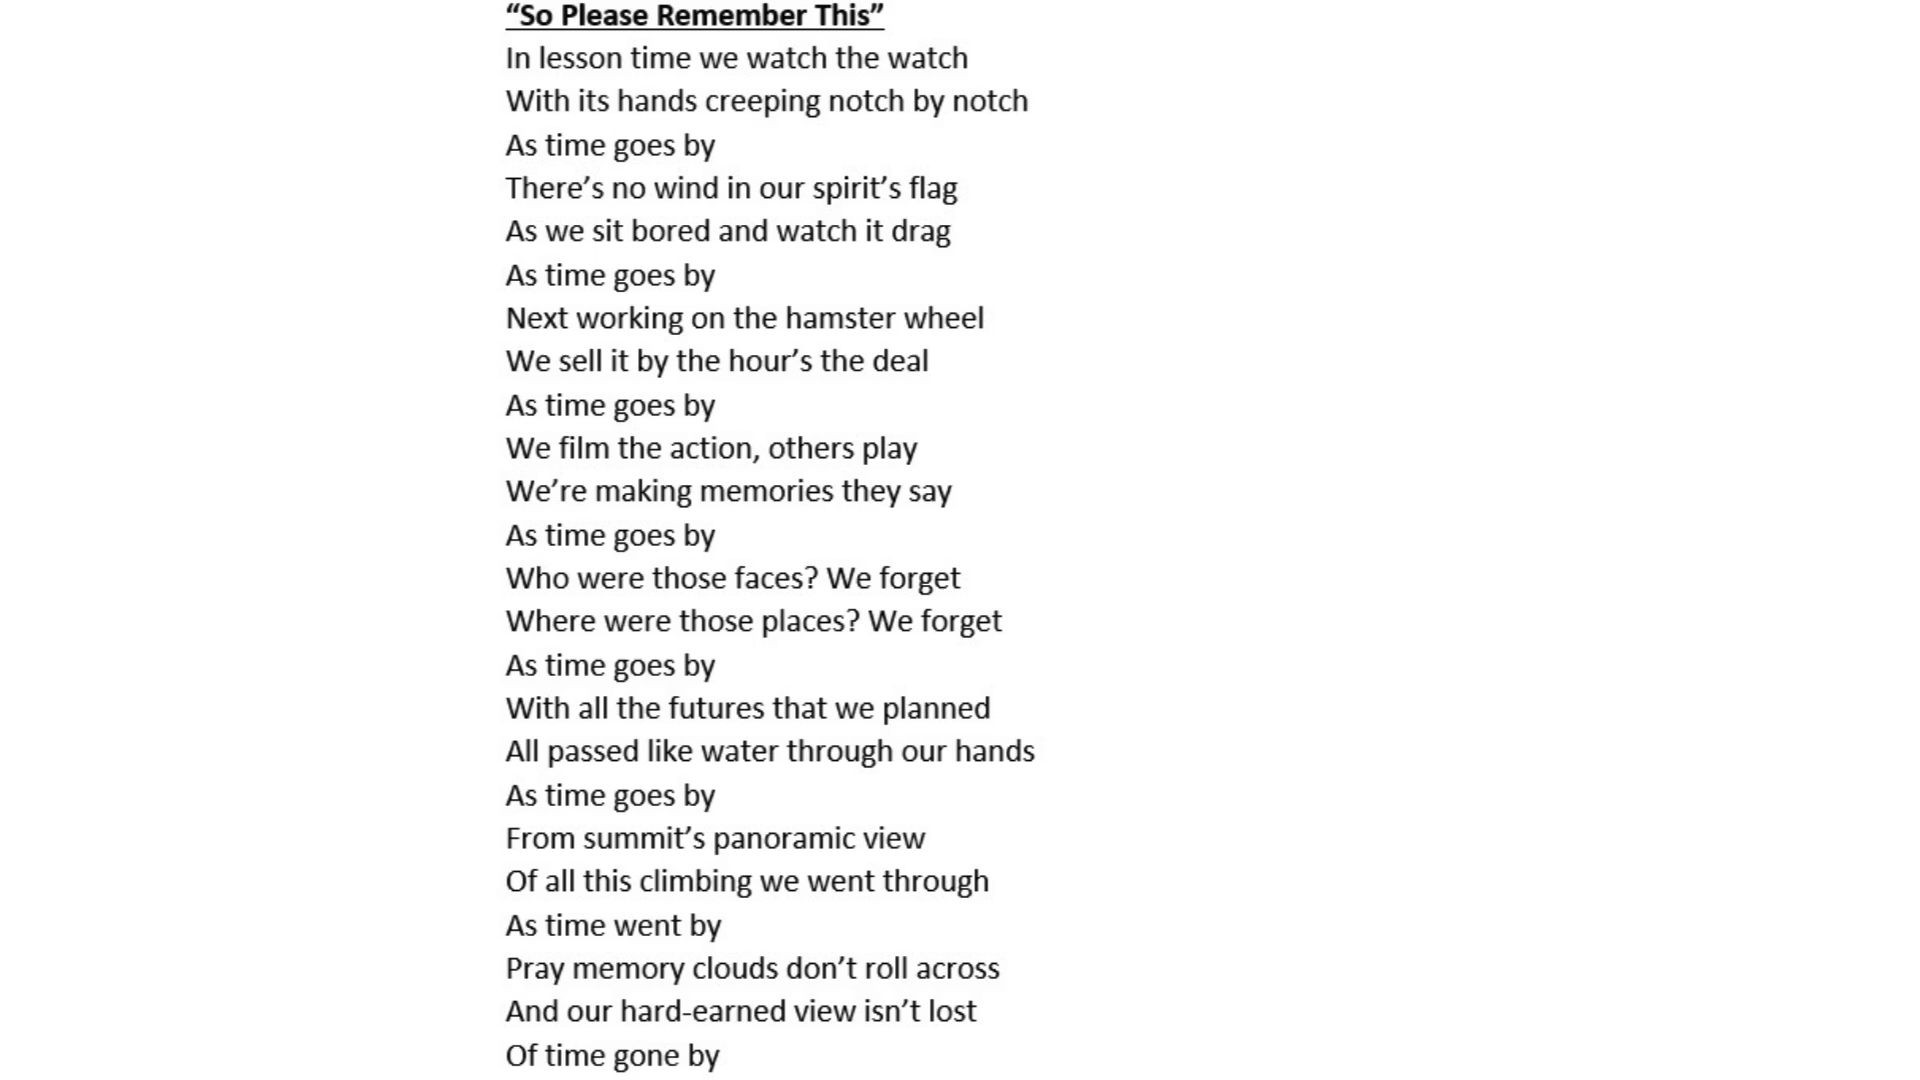 “So Please Remember This”
In lesson time we watch the watch
With its hands creeping notch by notch
As time goes by
There’s no wind in our spirit’s flag
As we sit bored and watch it drag
As time goes by
Next working on the hamster wheel
We sell it by the hour’s the deal
As time goes by
We film the action, others play
We’re making memories they say
As time goes by
Who were those faces? We forget
Where were those places? We forget
As time goes by
With all the futures that we planned
All passed like water through our hands
As time goes by
From summit’s panoramic view
Of all this climbing we went through
As time went by
Pray memory clouds don’t roll across
And our hard-earned view isn’t lost
Of time gone by